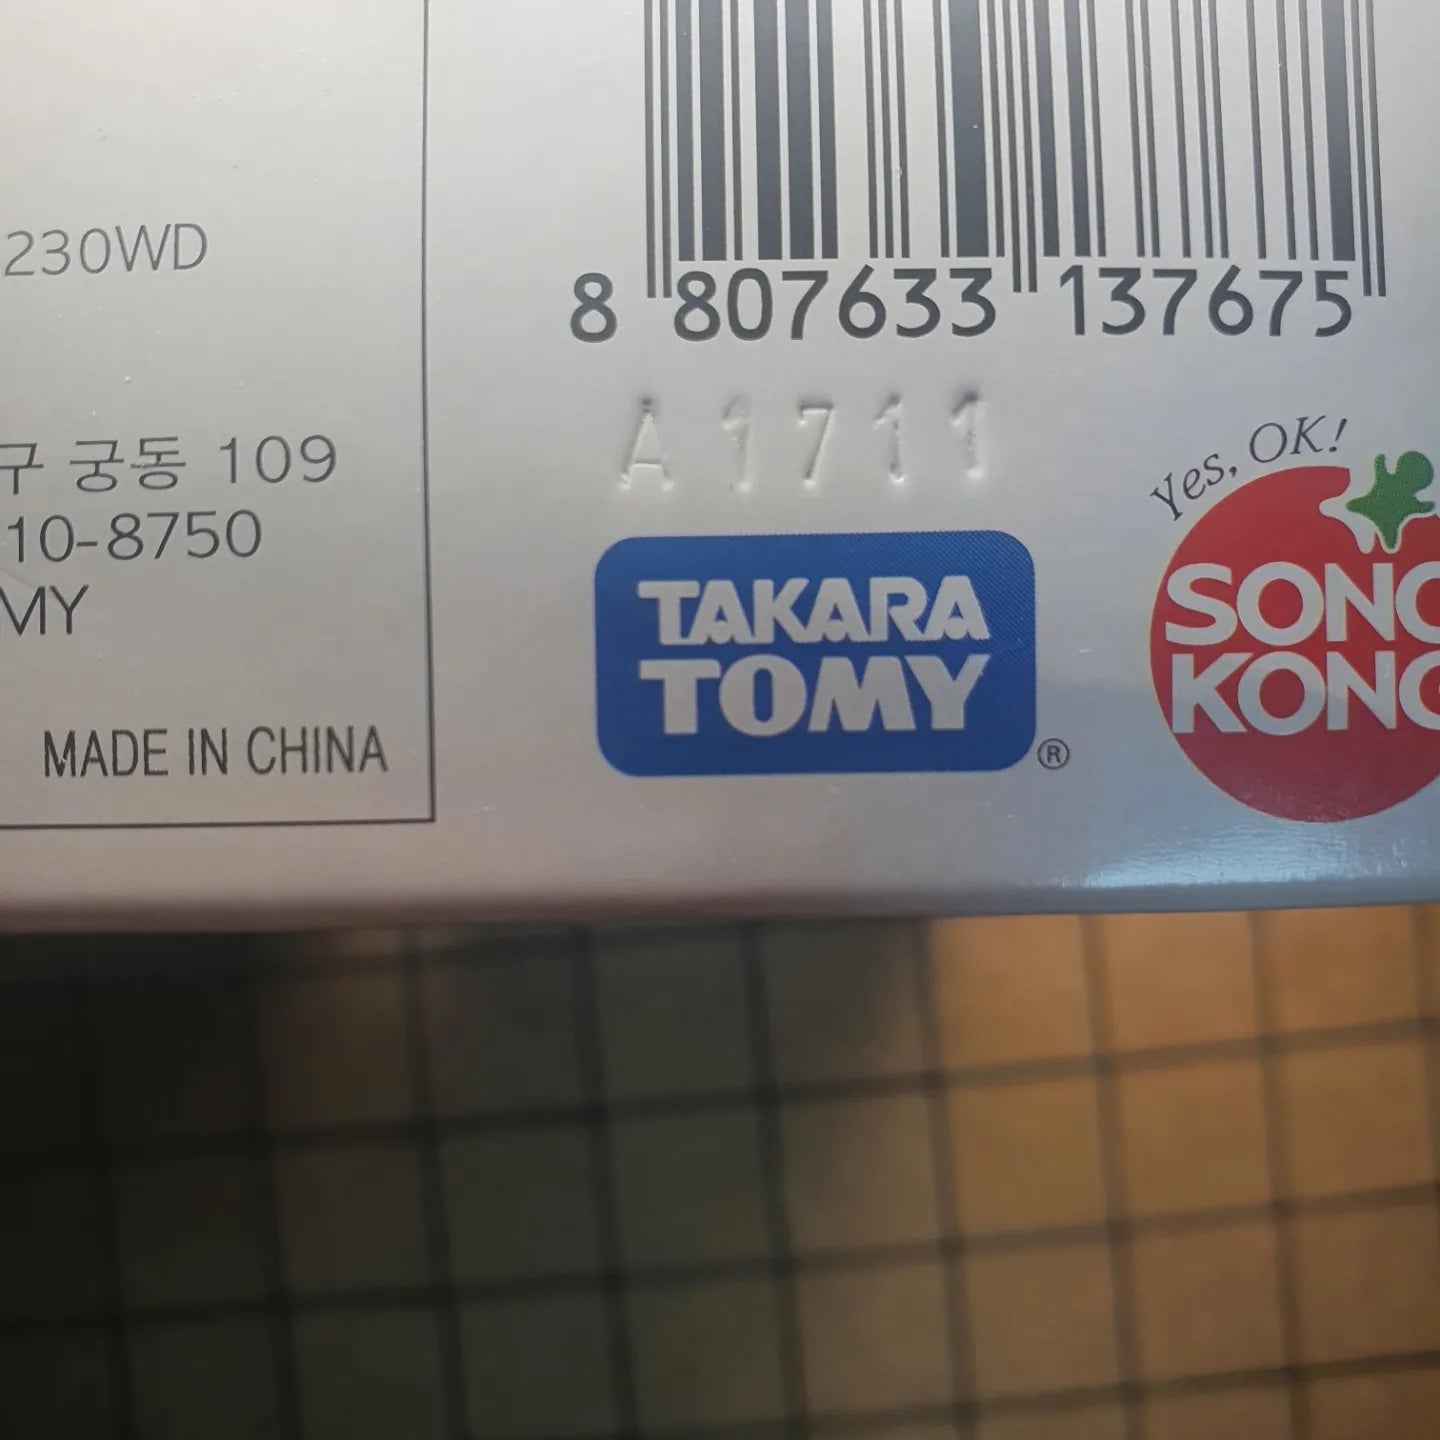 230WD
구 궁동 109
10-8750
MY
MADE IN CHINA
8 807633 137675
A1711
TAKARA
TOMY
®
Yes, OK!
SONG
KONG